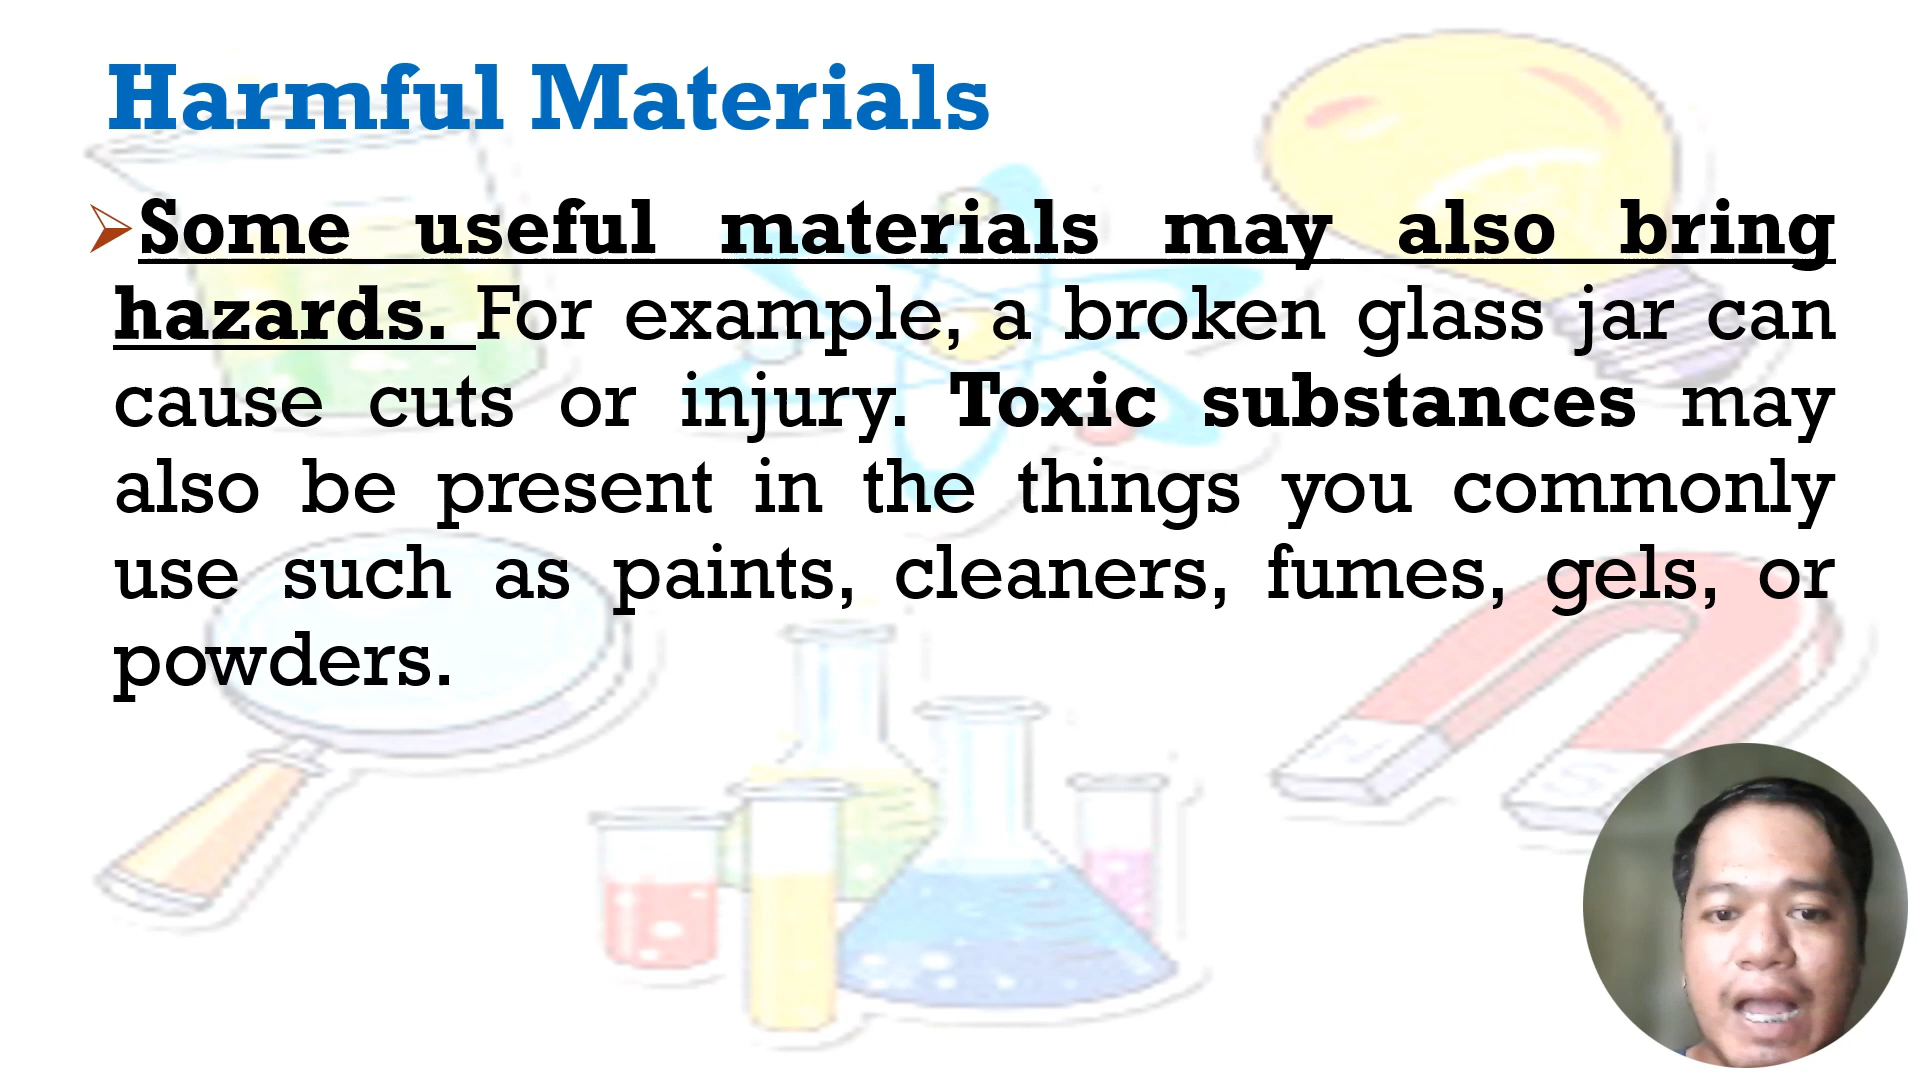 Harmful Materials
Some useful materials may also bring
hazards. For example, a broken glass jar can
cause cuts or injury. Toxic substances may
also be present in the things you commonly
use such as paints, cleaners, fumes, gels, or
powders.
N
S